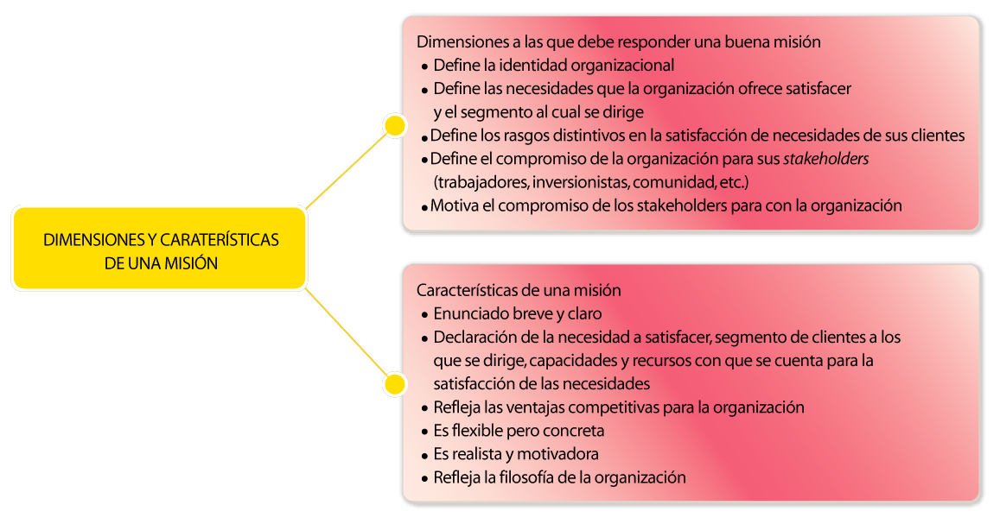 Dimensiones a las que debe responder una buena misión
• Define la identidad organizacional
• Define las necesidades que la organización ofrece satisfacer
y el segmento al cual se dirige
• Define los rasgos distintivos en la satisfacción de necesidades de sus clientes
• Define el compromiso de la organización para sus stakeholders
(trabajadores, inversionistas, comunidad, etc.)
• Motiva el compromiso de los stakeholders para con la organización
DIMENSIONES Y CARATERÍSTICAS
DE UNA MISIÓN
Características de una misión
• Enunciado breve y claro
• Declaración de la necesidad a satisfacer, segmento de clientes a los
que se dirige, capacidades y recursos con que se cuenta para la
satisfacción de las necesidades
• Refleja las ventajas competitivas para la organización
• Es flexible pero concreta
• Es realista y motivadora
• Refleja la filosofía de la organización